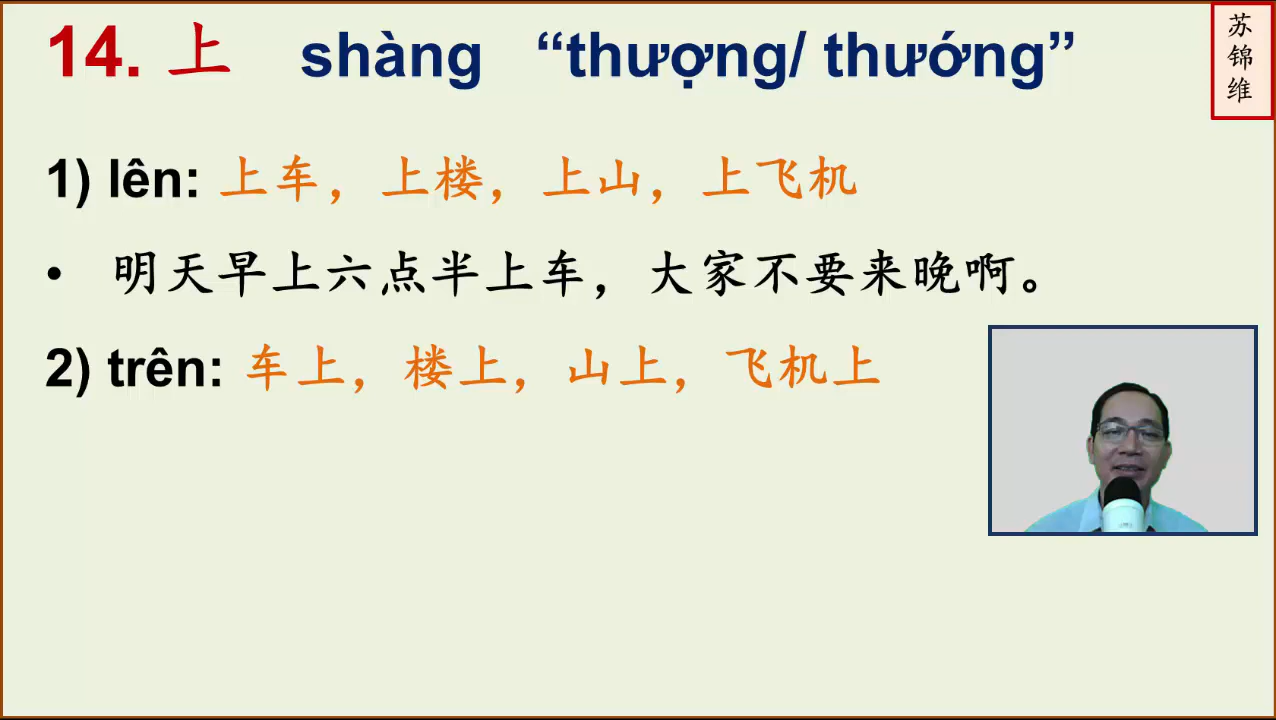 14. 上 shàng “thượng/ thướng”
苏锦维
1) lên: 上车，上楼，上山，上飞机
• 明天早上六点半上车，大家不要来晚啊。
2) trên: 车上，楼上，山上，飞机上